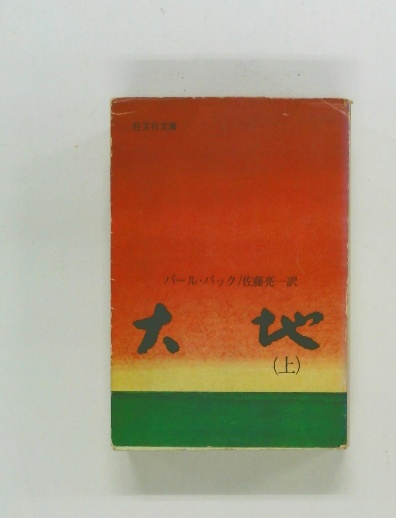 旺文社文庫
パール・バック/佐藤亮一訳
大地
(上)